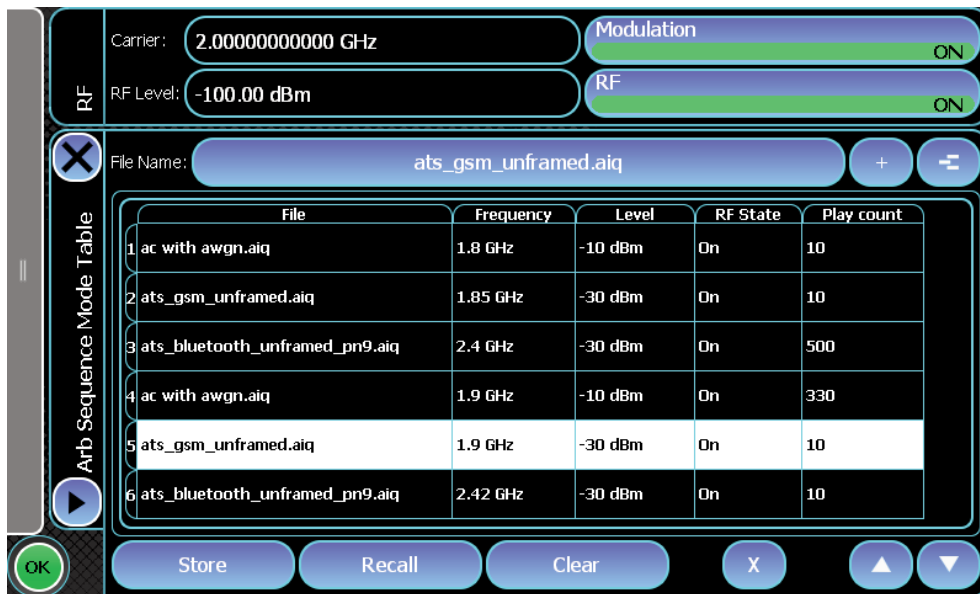 Carrier: 2.00000000000 GHz Modulation ON
RF Level: -100.00 dBm RF ON
RF
File Name: ats_gsm_unframed.aiq +
Arb Sequence Mode Table
File Frequency Level RF State Play count
1 ac with awgn.aiq 1.8 GHz -10 dBm On 10
2 ats_gsm_unframed.aiq 1.85 GHz -30 dBm On 10
3 ats_bluetooth_unframed_pn9.aiq 2.4 GHz -30 dBm On 500
4 ac with awgn.aiq 1.9 GHz -10 dBm On 330
5 ats_gsm_unframed.aiq 1.9 GHz -30 dBm On 10
6 ats_bluetooth_unframed_pn9.aiq 2.42 GHz -30 dBm On 10
OK Store Recall Clear X